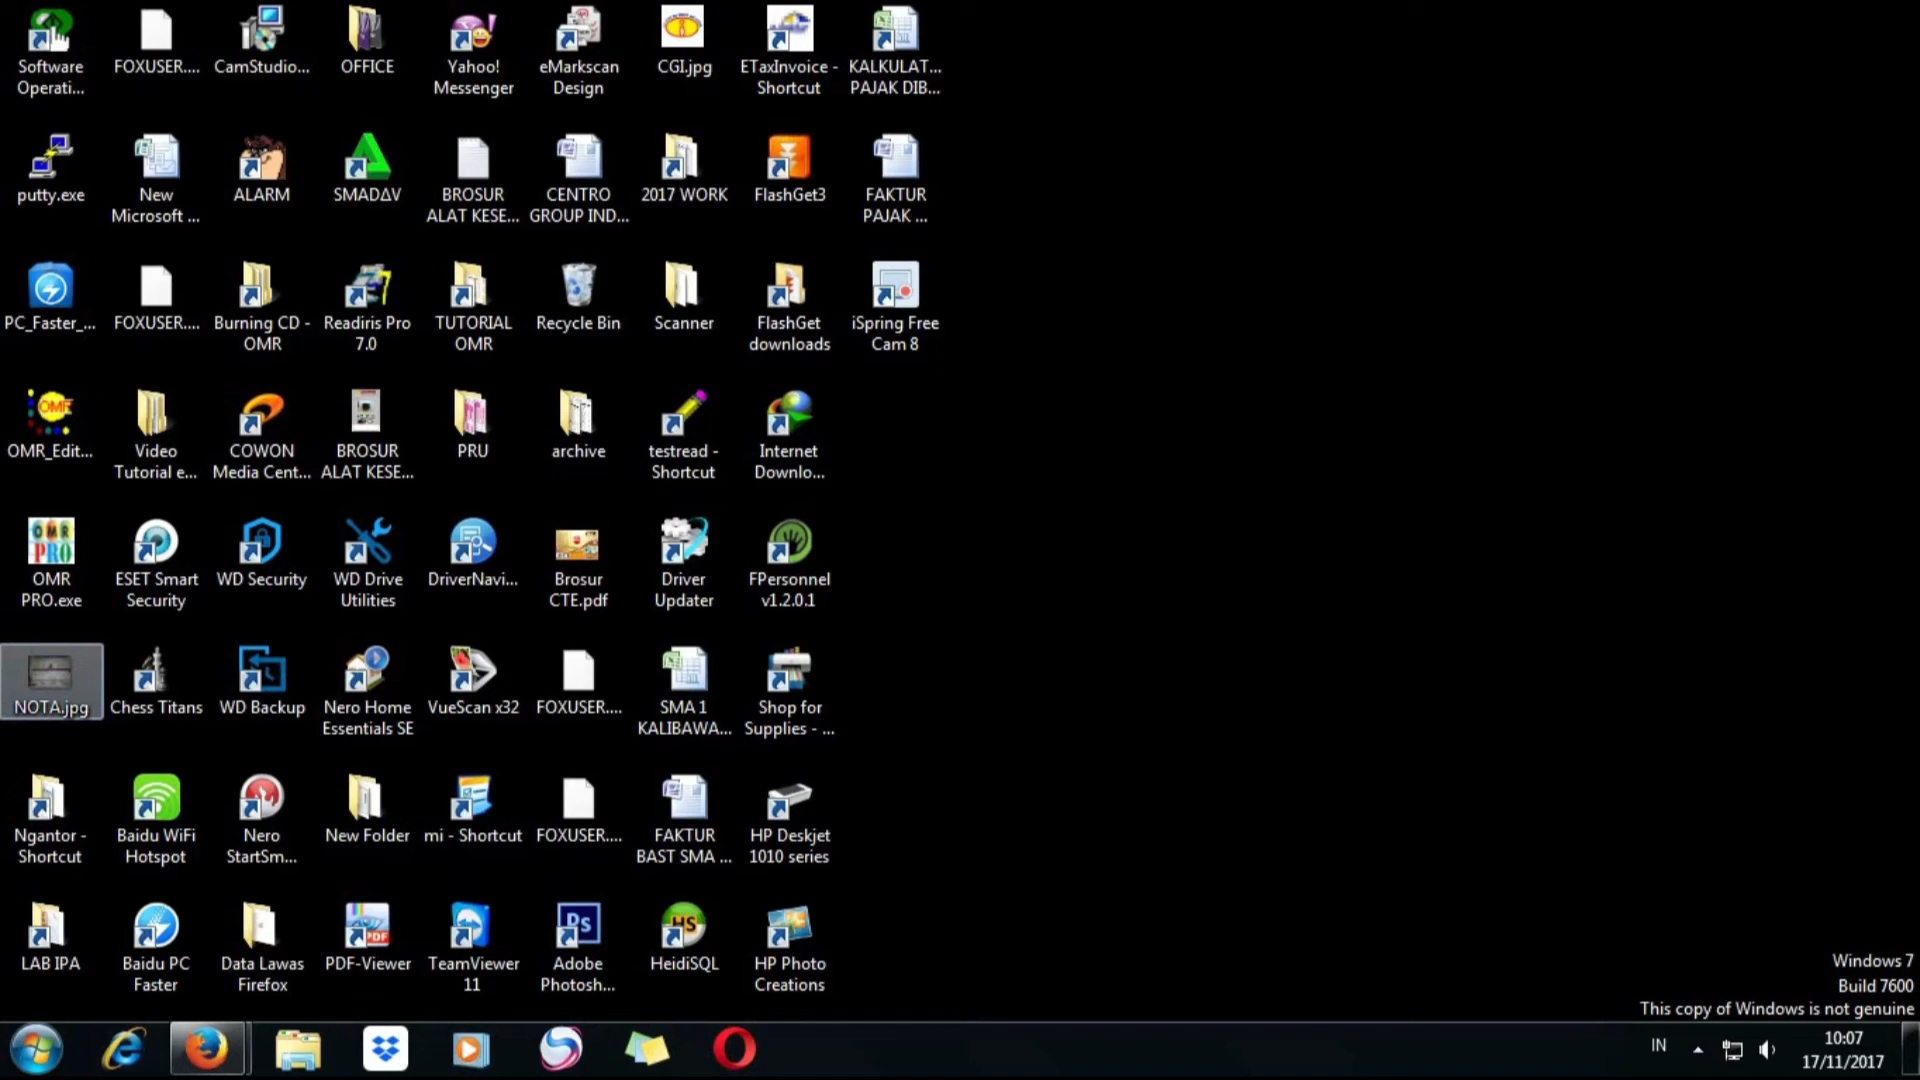 Software
Operati...
FOXUSER....
CamStudio...
OFFICE
Yahoo!
Messenger
eMarkscan
Design
CGI.jpg
ETaxInvoice -
Shortcut
KALKULAT...
PAJAK DIB...
putty.exe
New
Microsoft ...
ALARM
SMADΔV
BROSUR
ALAT KESE...
CENTRO
GROUP IND...
2017 WORK
FlashGet3
FAKTUR
PAJAK ...
PC_Faster_...
FOXUSER....
Burning CD -
OMR
Readiris Pro
7.0
TUTORIAL
OMR
Recycle Bin
Scanner
FlashGet
downloads
iSpring Free
Cam 8
OMR
OMR_Edit...
Video
Tutorial e...
COWON
Media Cent...
BROSUR
ALAT KESE...
PRU
archive
testread -
Shortcut
Internet
Downlo...
OMR
PRO
OMR
PRO.exe
ESET Smart
Security
WD Security
WD Drive
Utilities
DriverNavi...
Brosur
CTE.pdf
Driver
Updater
FPersonnel
v1.2.0.1
NOTA.jpg
Chess Titans
WD Backup
Nero Home
Essentials SE
VueScan x32
FOXUSER....
SMA 1
KALIBAWA...
Shop for
Supplies - ...
Ngantor -
Shortcut
Baidu WiFi
Hotspot
Nero
StartSm...
New Folder
mi - Shortcut
FOXUSER....
FAKTUR
BAST SMA ...
HP Deskjet
1010 series
LAB IPA
Baidu PC
Faster
Data Lawas
Firefox
PDF
PDF-Viewer
TeamViewer
11
Ps
Adobe
Photosh...
HS
HeidiSQL
HP Photo
Creations
Windows 7
Build 7600
This copy of Windows is not genuine
IN
10:07
17/11/2017